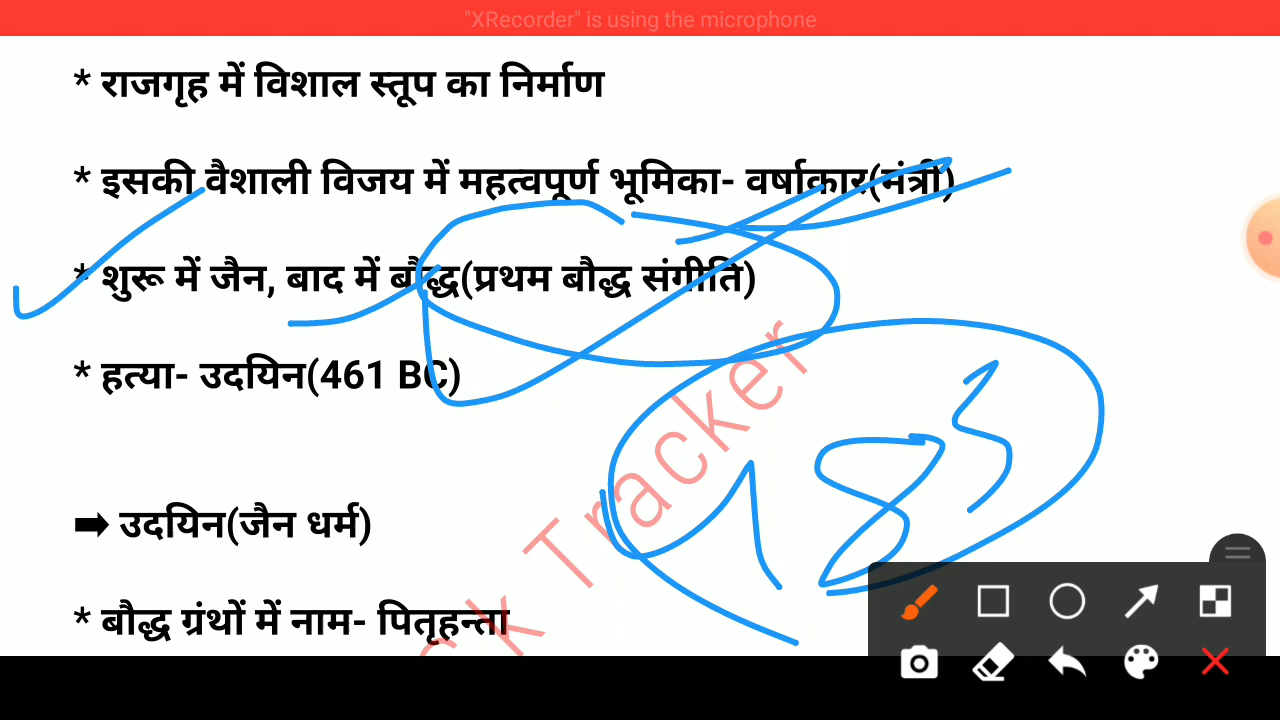 "XRecorder" is using the microphone
* राजगृह में विशाल स्तूप का निर्माण
* इसकी वैशाली विजय में महत्वपूर्ण भूमिका- वर्षाकार(मंत्री)
* शुरू में जैन, बाद में बौद्ध(प्रथम बौद्ध संगीति)
* हत्या- उदयिन(461 BC)
483
➡ उदयिन(जैन धर्म)
* बौद्ध ग्रंथों में नाम- पितृहन्ता
ck Tracker